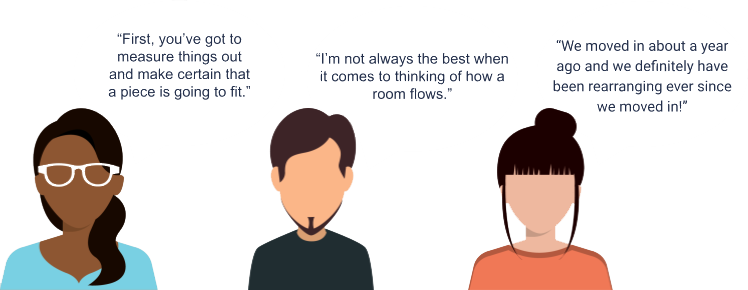 “First, you’ve got to
measure things out
and make certain that
a piece is going to fit.”
“I’m not always the best when
it comes to thinking of how a
room flows.”
“We moved in about a year
ago and we definitely have
been rearranging ever since
we moved in!”